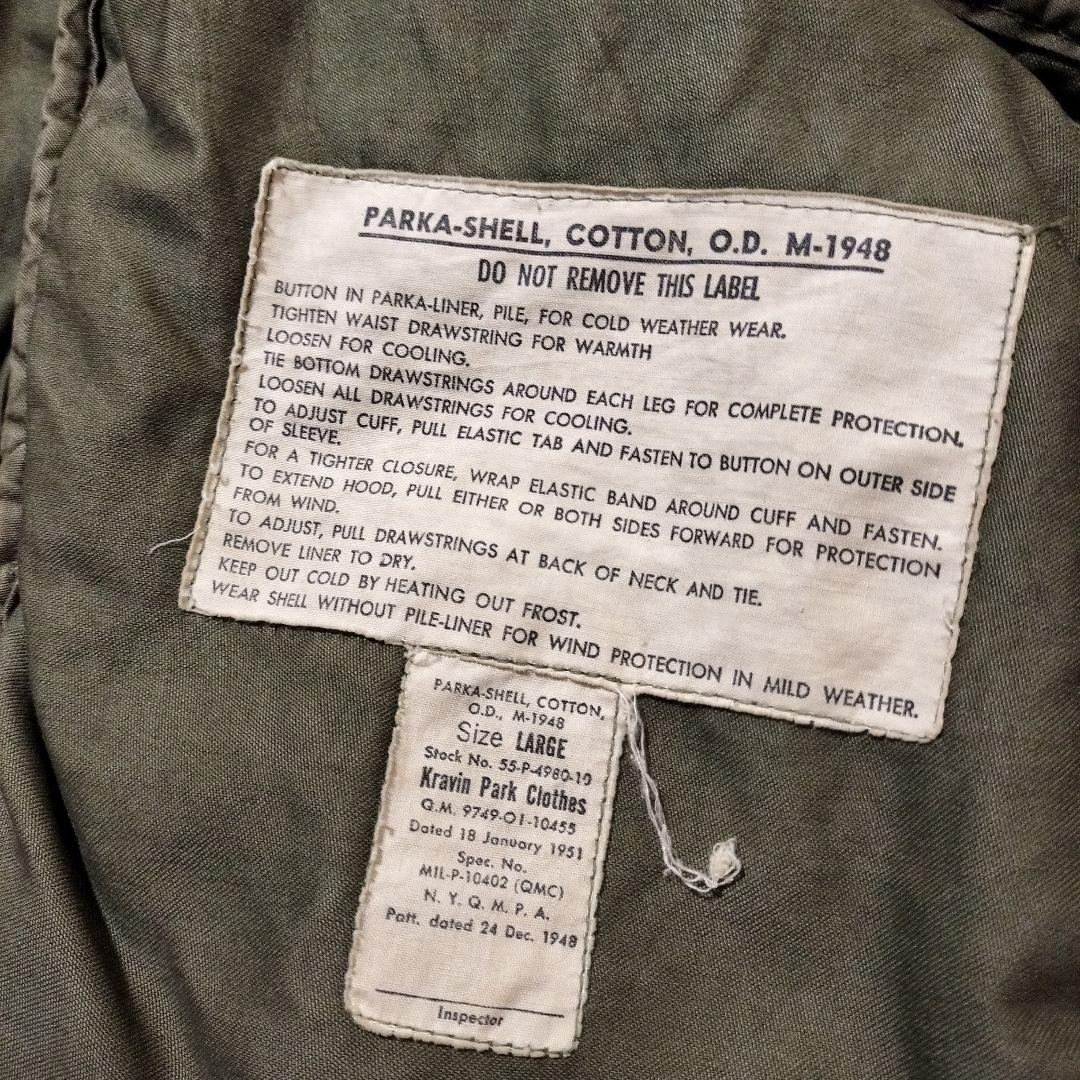 PARKA-SHELL, COTTON, O.D. M-1948
DO NOT REMOVE THIS LABEL
BUTTON IN PARKA-LINER, PILE, FOR COLD WEATHER WEAR.
TIGHTEN WAIST DRAWSTRING FOR WARMTH
LOOSEN FOR COOLING.
TIE BOTTOM DRAWSTRINGS AROUND EACH LEG FOR COMPLETE PROTECTION.
LOOSEN ALL DRAWSTRINGS FOR COOLING.
TO ADJUST CUFF, PULL ELASTIC TAB AND FASTEN TO BUTTON ON OUTER SIDE
OF SLEEVE.
FOR A TIGHTER CLOSURE, WRAP ELASTIC BAND AROUND CUFF AND FASTEN.
TO EXTEND HOOD, PULL EITHER OR BOTH SIDES FORWARD FOR PROTECTION
FROM WIND.
TO ADJUST, PULL DRAWSTRINGS AT BACK OF NECK AND TIE.
REMOVE LINER TO DRY.
KEEP OUT COLD BY HEATING OUT FROST.
WEAR SHELL WITHOUT PILE-LINER FOR WIND PROTECTION IN MILD WEATHER.
PARKA-SHELL, COTTON,
O.D., M-1948
Size LARGE
Stock No. 55-P-4980-10
Kravin Park Clothes
Q.M. 9749-O1-10455
Dated 18 January 1951
Spec. No.
MIL-P-10402 (QMC)
N. Y. Q. M. P. A.
Patt. dated 24 Dec. 1948
Inspector